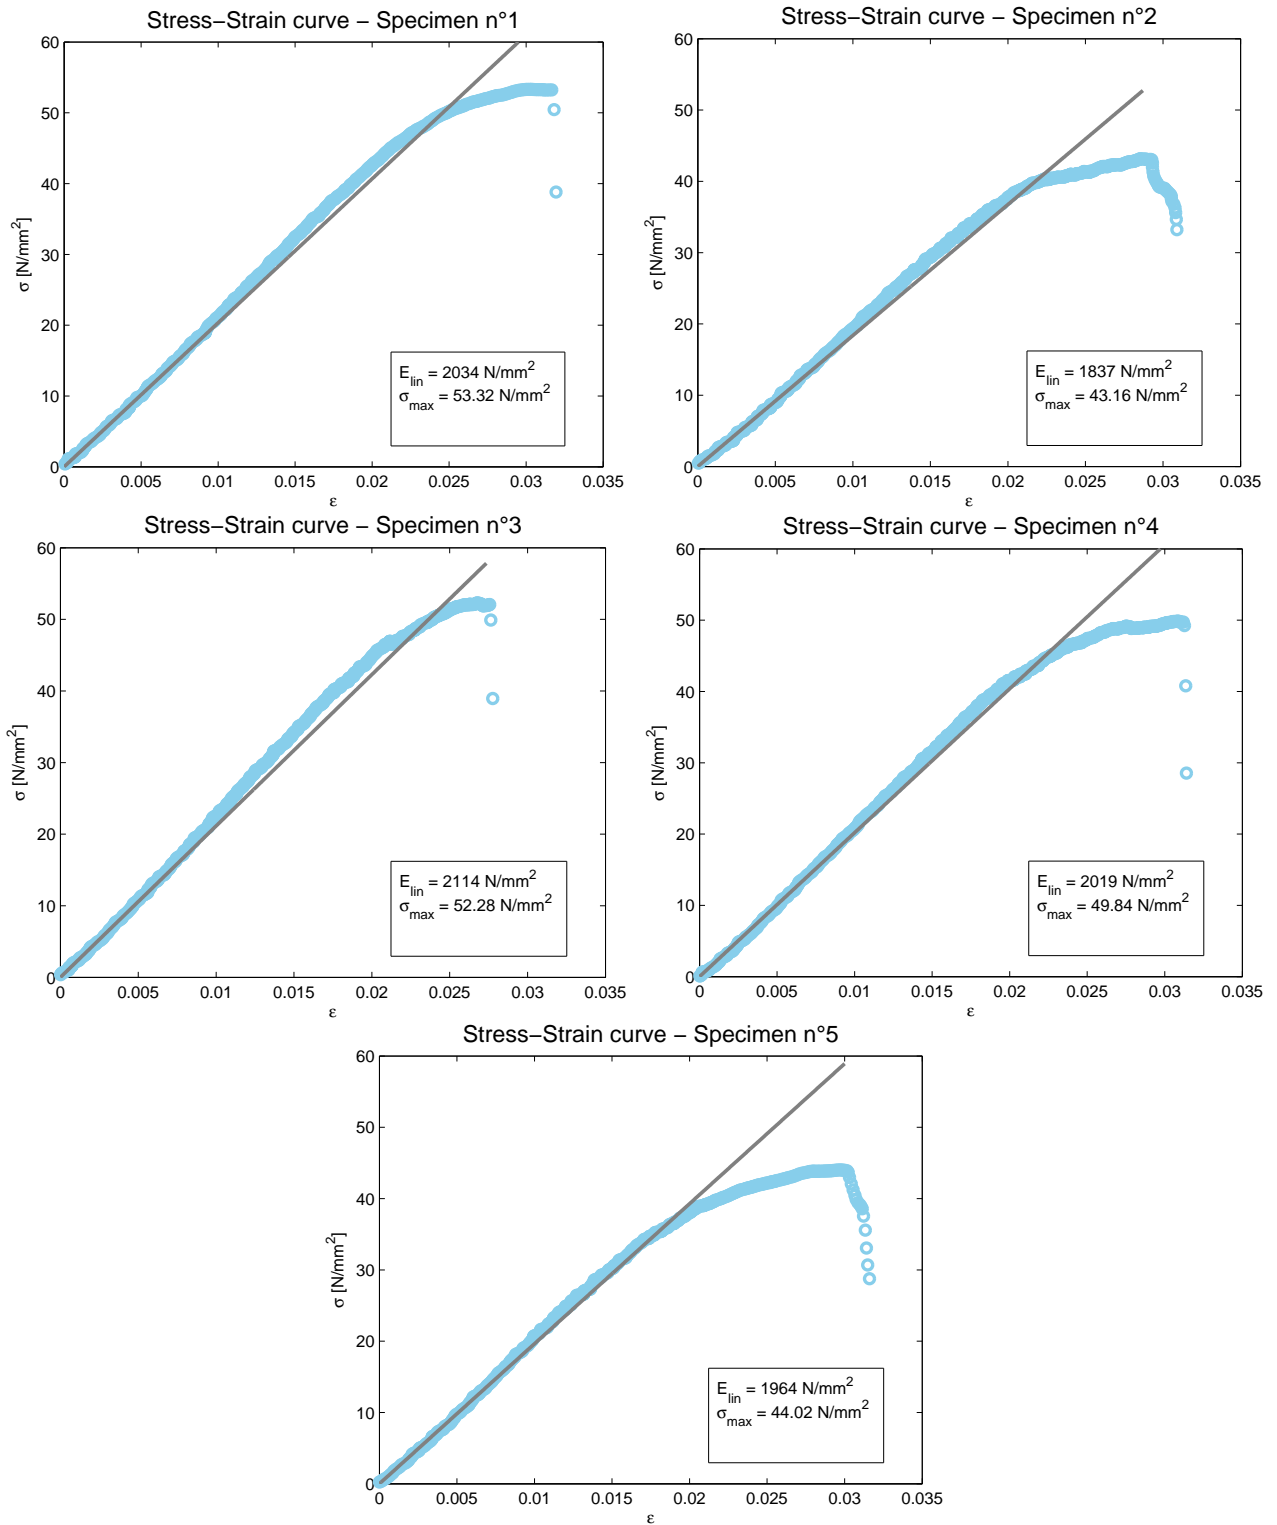 Stress−Strain curve − Specimen n°1
60
50
40
30
20
10
0
σ [N/mm²]
E_lin = 2034 N/mm²
σ_max = 53.32 N/mm²
0 0.005 0.01 0.015 0.02 0.025 0.03 0.035
ε
Stress−Strain curve − Specimen n°2
60
50
40
30
20
10
0
σ [N/mm²]
E_lin = 1837 N/mm²
σ_max = 43.16 N/mm²
0 0.005 0.01 0.015 0.02 0.025 0.03 0.035
ε
Stress−Strain curve − Specimen n°3
60
50
40
30
20
10
0
σ [N/mm²]
E_lin = 2114 N/mm²
σ_max = 52.28 N/mm²
0 0.005 0.01 0.015 0.02 0.025 0.03 0.035
ε
Stress−Strain curve − Specimen n°4
60
50
40
30
20
10
0
σ [N/mm²]
E_lin = 2019 N/mm²
σ_max = 49.84 N/mm²
0 0.005 0.01 0.015 0.02 0.025 0.03 0.035
ε
Stress−Strain curve − Specimen n°5
60
50
40
30
20
10
0
σ [N/mm²]
E_lin = 1964 N/mm²
σ_max = 44.02 N/mm²
0 0.005 0.01 0.015 0.02 0.025 0.03 0.035
ε